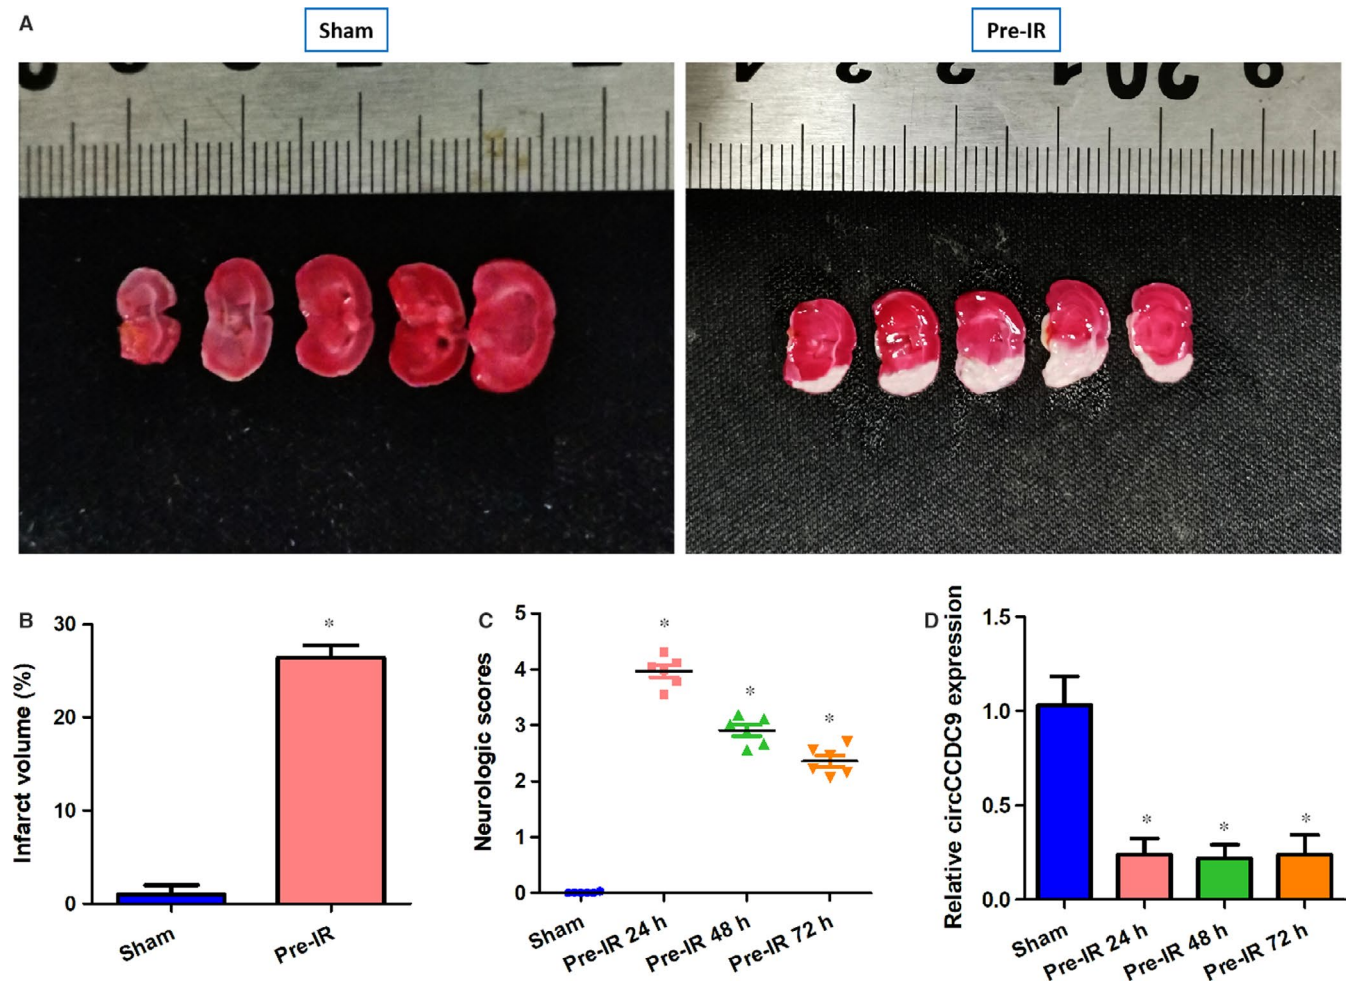 A
Sham
Pre-IR
B
Infarct volume (%)
30
20
10
0
*
Sham
Pre-IR
C
Neurologic scores
5
4
3
2
1
0
*
*
*
Sham
Pre-IR 24 h
Pre-IR 48 h
Pre-IR 72 h
D
Relative circCCDC9 expression
1.5
1.0
0.5
0.0
*
*
*
Sham
Pre-IR 24 h
Pre-IR 48 h
Pre-IR 72 h